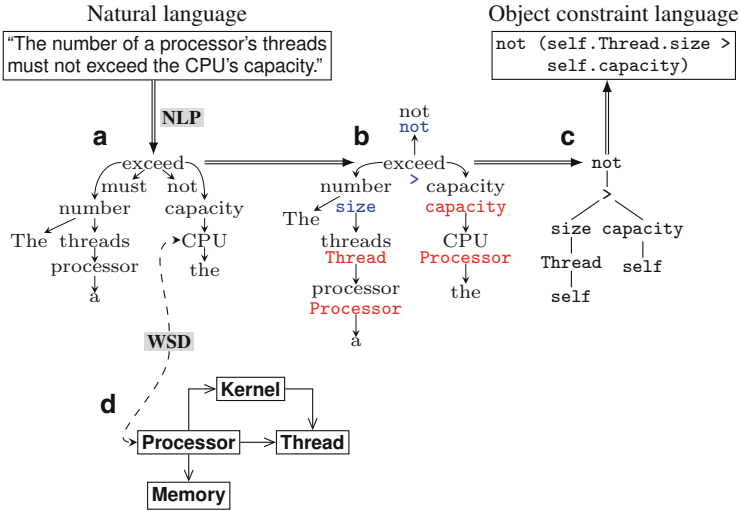 Natural language
Object constraint language
“The number of a processor’s threads
must not exceed the CPU’s capacity.”
not (self.Thread.size >
self.capacity)
NLP
a
exceed
must not
number capacity
The threads CPU
processor the
a
b
not
not
exceed
>
number capacity
size capacity
The
threads CPU
Thread Processor
processor the
Processor
a
c
not
>
size capacity
Thread self
self
WSD
d
Kernel
Processor Thread
Memory